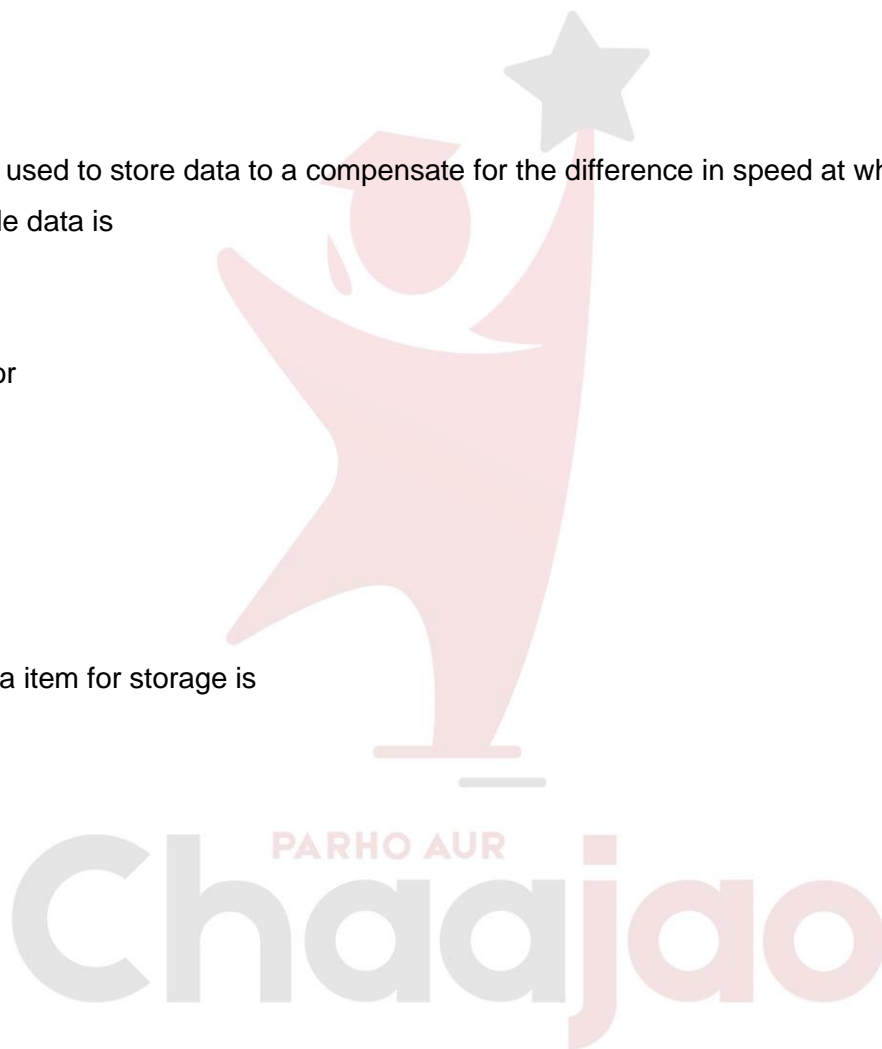 used to store data to a compensate for the difference in speed at wh
le data is
or
a item for storage is
PARHO AUR
Chaajao